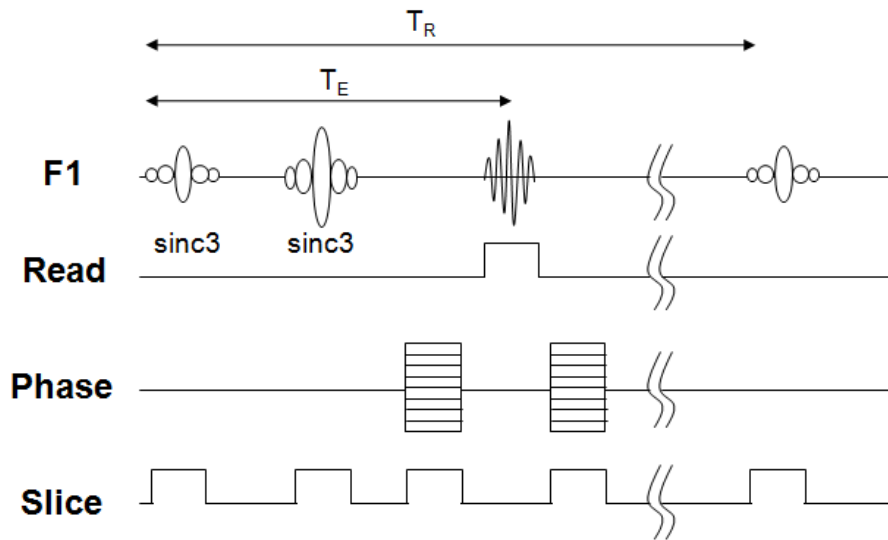 T_R
T_E
F1
sinc3 sinc3
Read
Phase
Slice